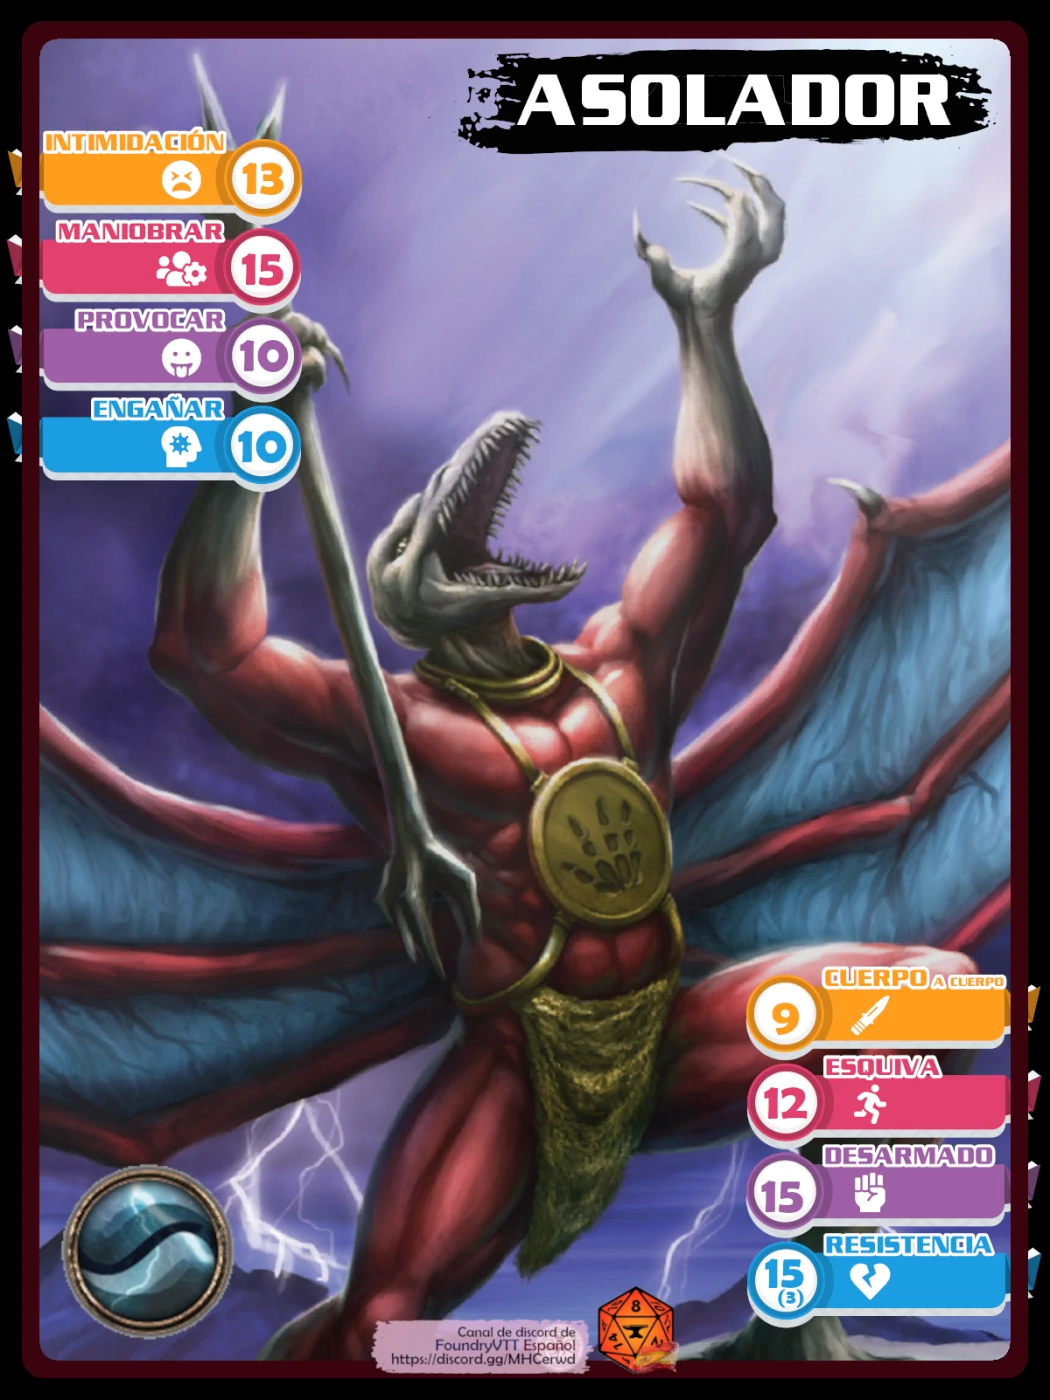 ASOLADOR
INTIMIDACIÓN
13
MANIOBRAR
15
PROVOCAR
10
ENGAÑAR
10
CUERPO A CUERPO
9
ESQUIVA
12
DESARMADO
15
RESISTENCIA
15
(3)
8
Canal de discord de
FoundryVTT Español
https://discord.gg/MHCerwd